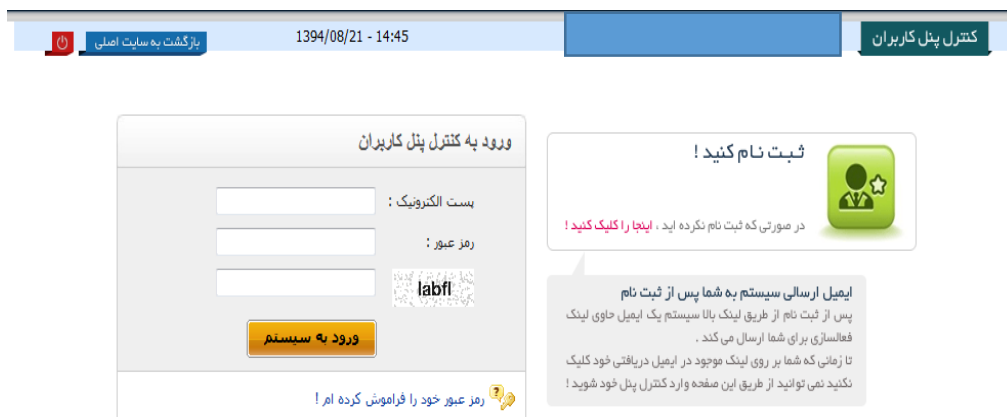 کنترل پنل کاربران
1394/08/21 - 14:45
بازگشت به سایت اصلی
ثبت نام کنید !
در صورتی که ثبت نام نکرده اید ، اینجا را کلیک کنید !
ایمیل ارسالی سیستم به شما پس از ثبت نام
پس از ثبت نام از طریق لینک بالا سیستم یک ایمیل حاوی لینک
فعالسازی برای شما ارسال می کند .
تا زمانی که شما بر روی لینک موجود در ایمیل دریافتی خود کلیک
نکنید نمی توانید از طریق این صفحه وارد کنترل پنل خود شوید !
ورود به کنترل پنل کاربران
پست الکترونیک :
رمز عبور :
labfl
ورود به سیستم
رمز عبور خود را فراموش کرده ام !